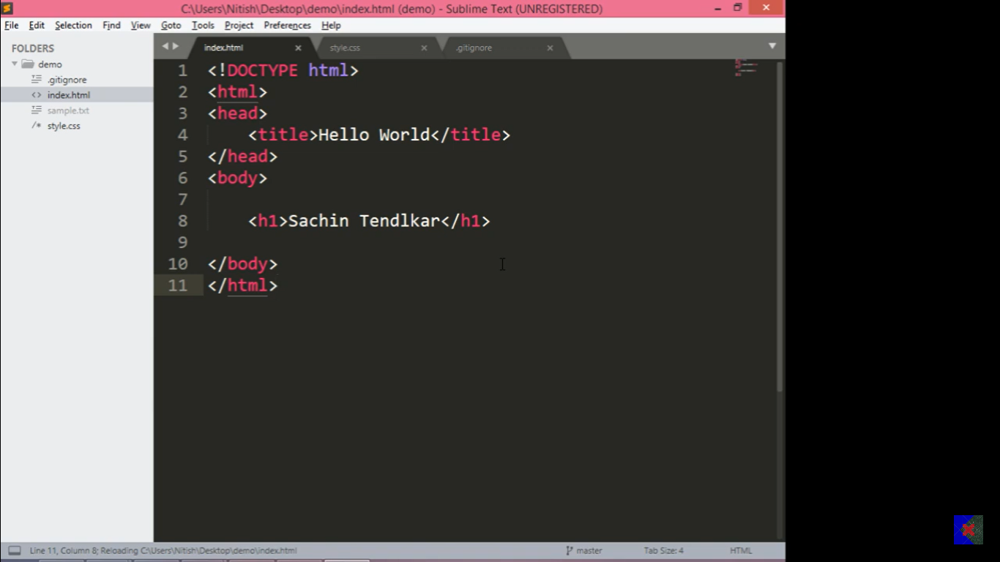 C:\Users\Nitish\Desktop\demo\index.html (demo) - Sublime Text (UNREGISTERED)
File Edit Selection Find View Goto Tools Project Preferences Help
FOLDERS
demo
.gitignore
index.html
sample.txt
style.css
index.html style.css .gitignore
1 <!DOCTYPE html>
2 <html>
3 <head>
4 <title>Hello World</title>
5 </head>
6 <body>
7
8 <h1>Sachin Tendlkar</h1>
9
10 </body>
11 </html>
Line 11, Column 8; Reloading C:\Users\Nitish\Desktop\demo\index.html master Tab Size: 4 HTML